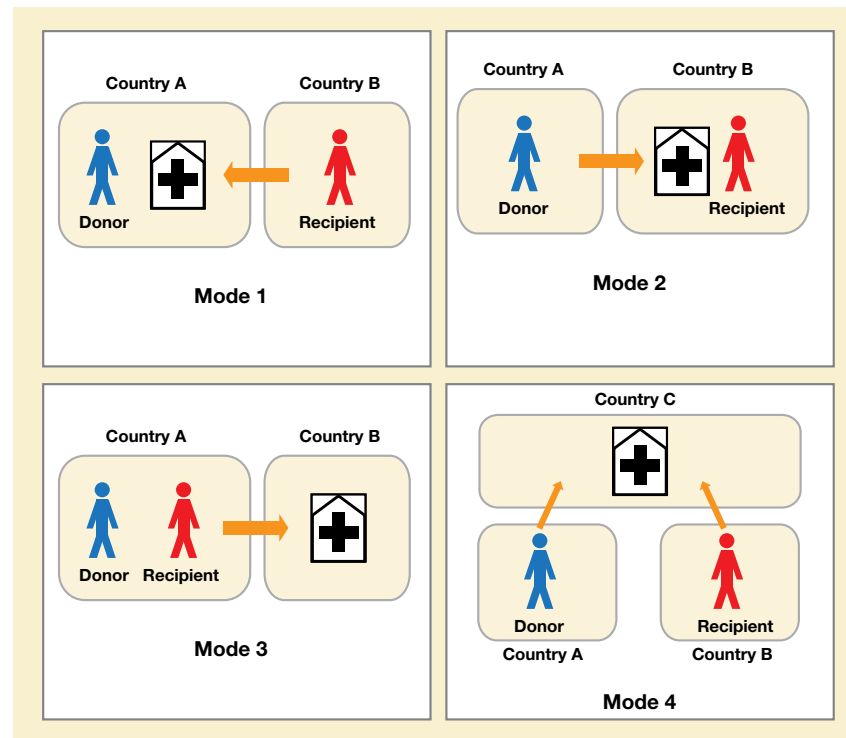 Country A
Country B
Donor
Recipient
Mode 1
Country A
Country B
Donor
Recipient
Mode 2
Country A
Country B
Donor
Recipient
Mode 3
Country C
Donor
Recipient
Country A
Country B
Mode 4